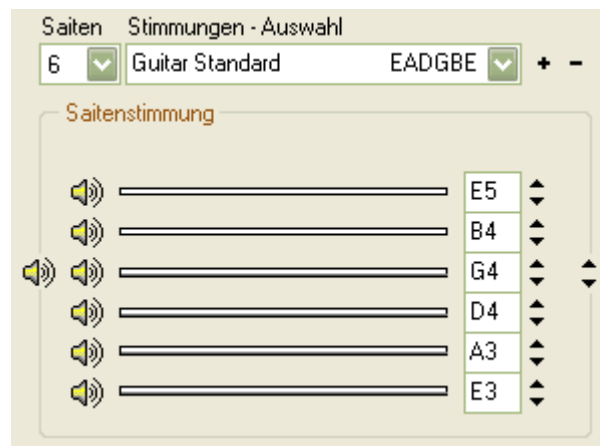 Saiten Stimmungen - Auswahl
6 Guitar Standard EADGBE + -
Saitenstimmung
E5
B4
G4
D4
A3
E3